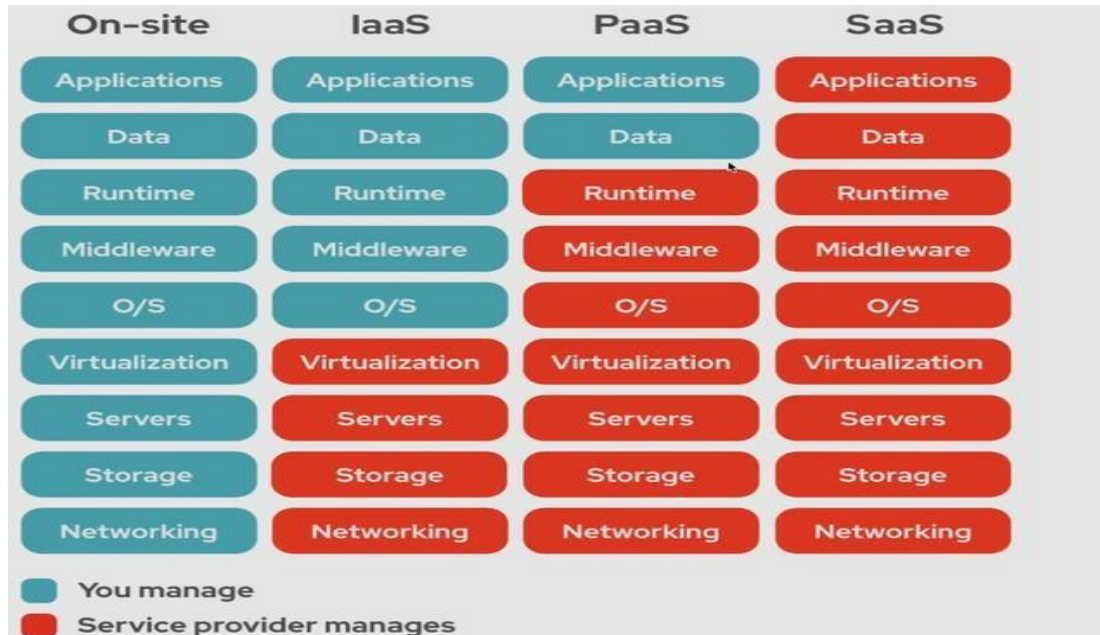 On-site IaaS PaaS SaaS
Applications Applications Applications Applications
Data Data Data Data
Runtime Runtime Runtime Runtime
Middleware Middleware Middleware Middleware
O/S O/S O/S O/S
Virtualization Virtualization Virtualization Virtualization
Servers Servers Servers Servers
Storage Storage Storage Storage
Networking Networking Networking Networking
You manage
Service provider manages